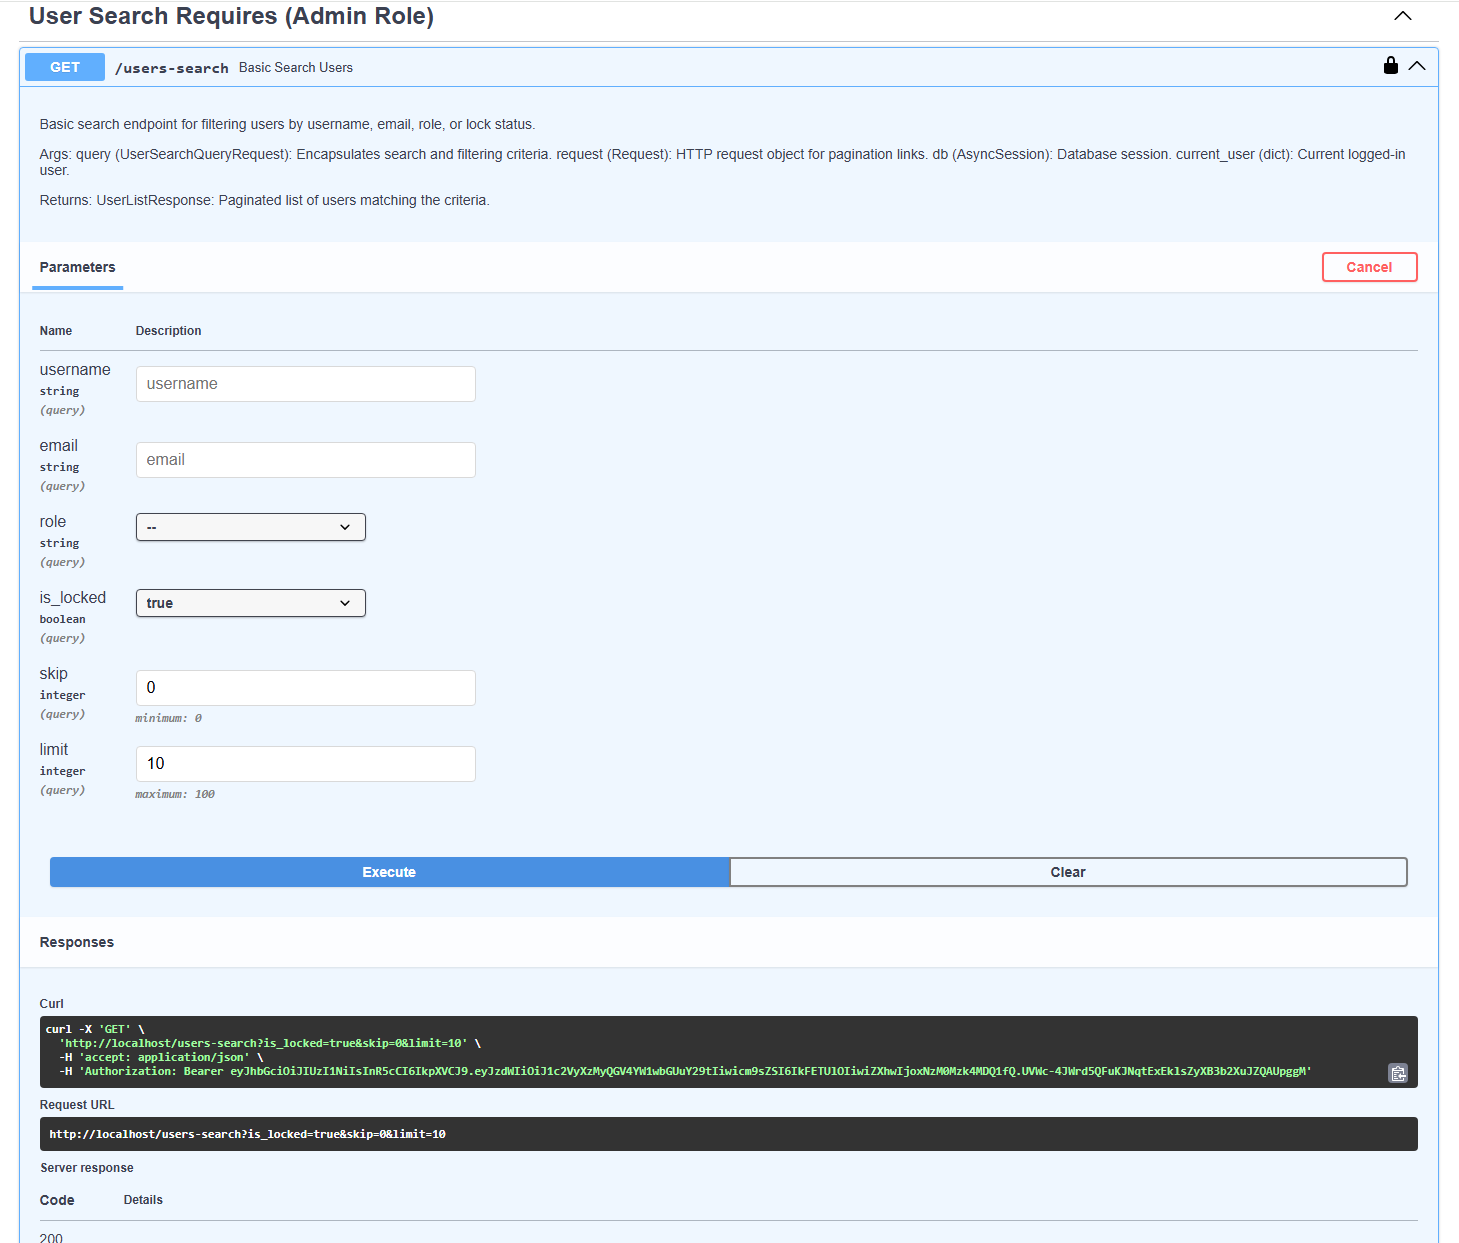 User Search Requires (Admin Role)
GET /users-search Basic Search Users
Basic search endpoint for filtering users by username, email, role, or lock status.
Args: query (UserSearchQueryRequest): Encapsulates search and filtering criteria. request (Request): HTTP request object for pagination links. db (AsyncSession): Database session. current_user (dict): Current logged-in
user.
Returns: UserListResponse: Paginated list of users matching the criteria.
Parameters
Cancel
Name Description
username
string
(query)
username
email
string
(query)
email
role
string
(query)
--
is_locked
boolean
(query)
true
skip
integer
(query)
0
minimum: 0
limit
integer
(query)
10
maximum: 100
Execute
Clear
Responses
Curl
curl -X 'GET' \
'http://localhost/users-search?is_locked=true&skip=0&limit=10' \
-H 'accept: application/json' \
-H 'Authorization: Bearer eyJhbGciOiJIUzI1NiIsInR5cCI6IkpXVCJ9.eyJzdWIiOiJ1c2VyXzMyQGV4YW1wbGUuY29tIiwicm9sZSI6IkFETUlOIiwiZXhwIjoxNzM0Mzk4MDQ1fQ.UVWc-4JWrd5QFuKJNqtExEklsZyXB3b2XuJZQAUpggM'
Request URL
http://localhost/users-search?is_locked=true&skip=0&limit=10
Server response
Code Details
200